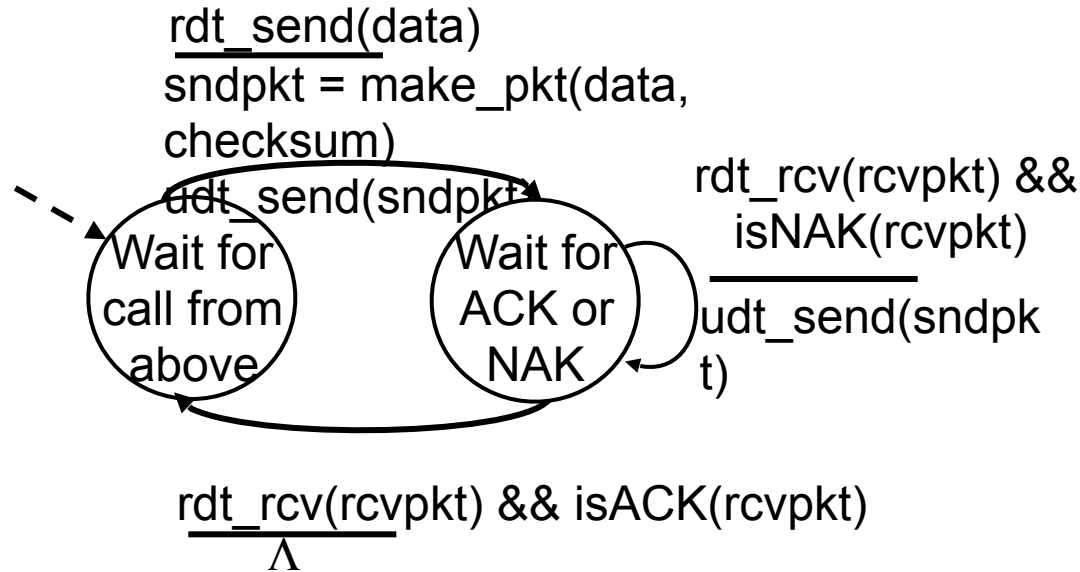 rdt_send(data)
sndpkt = make_pkt(data,
checksum)
udt_send(sndpkt)
Wait for
call from
above
Wait for
ACK or
NAK
rdt_rcv(rcvpkt) &&
isNAK(rcvpkt)
udt_send(sndpk
t)
rdt_rcv(rcvpkt) && isACK(rcvpkt)
Λ